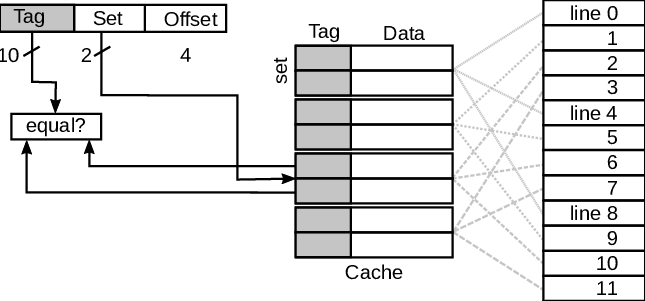 Tag Set Offset
10 2 4
equal?
Tag Data
set
Cache
line 0
1
2
3
line 4
5
6
7
line 8
9
10
11